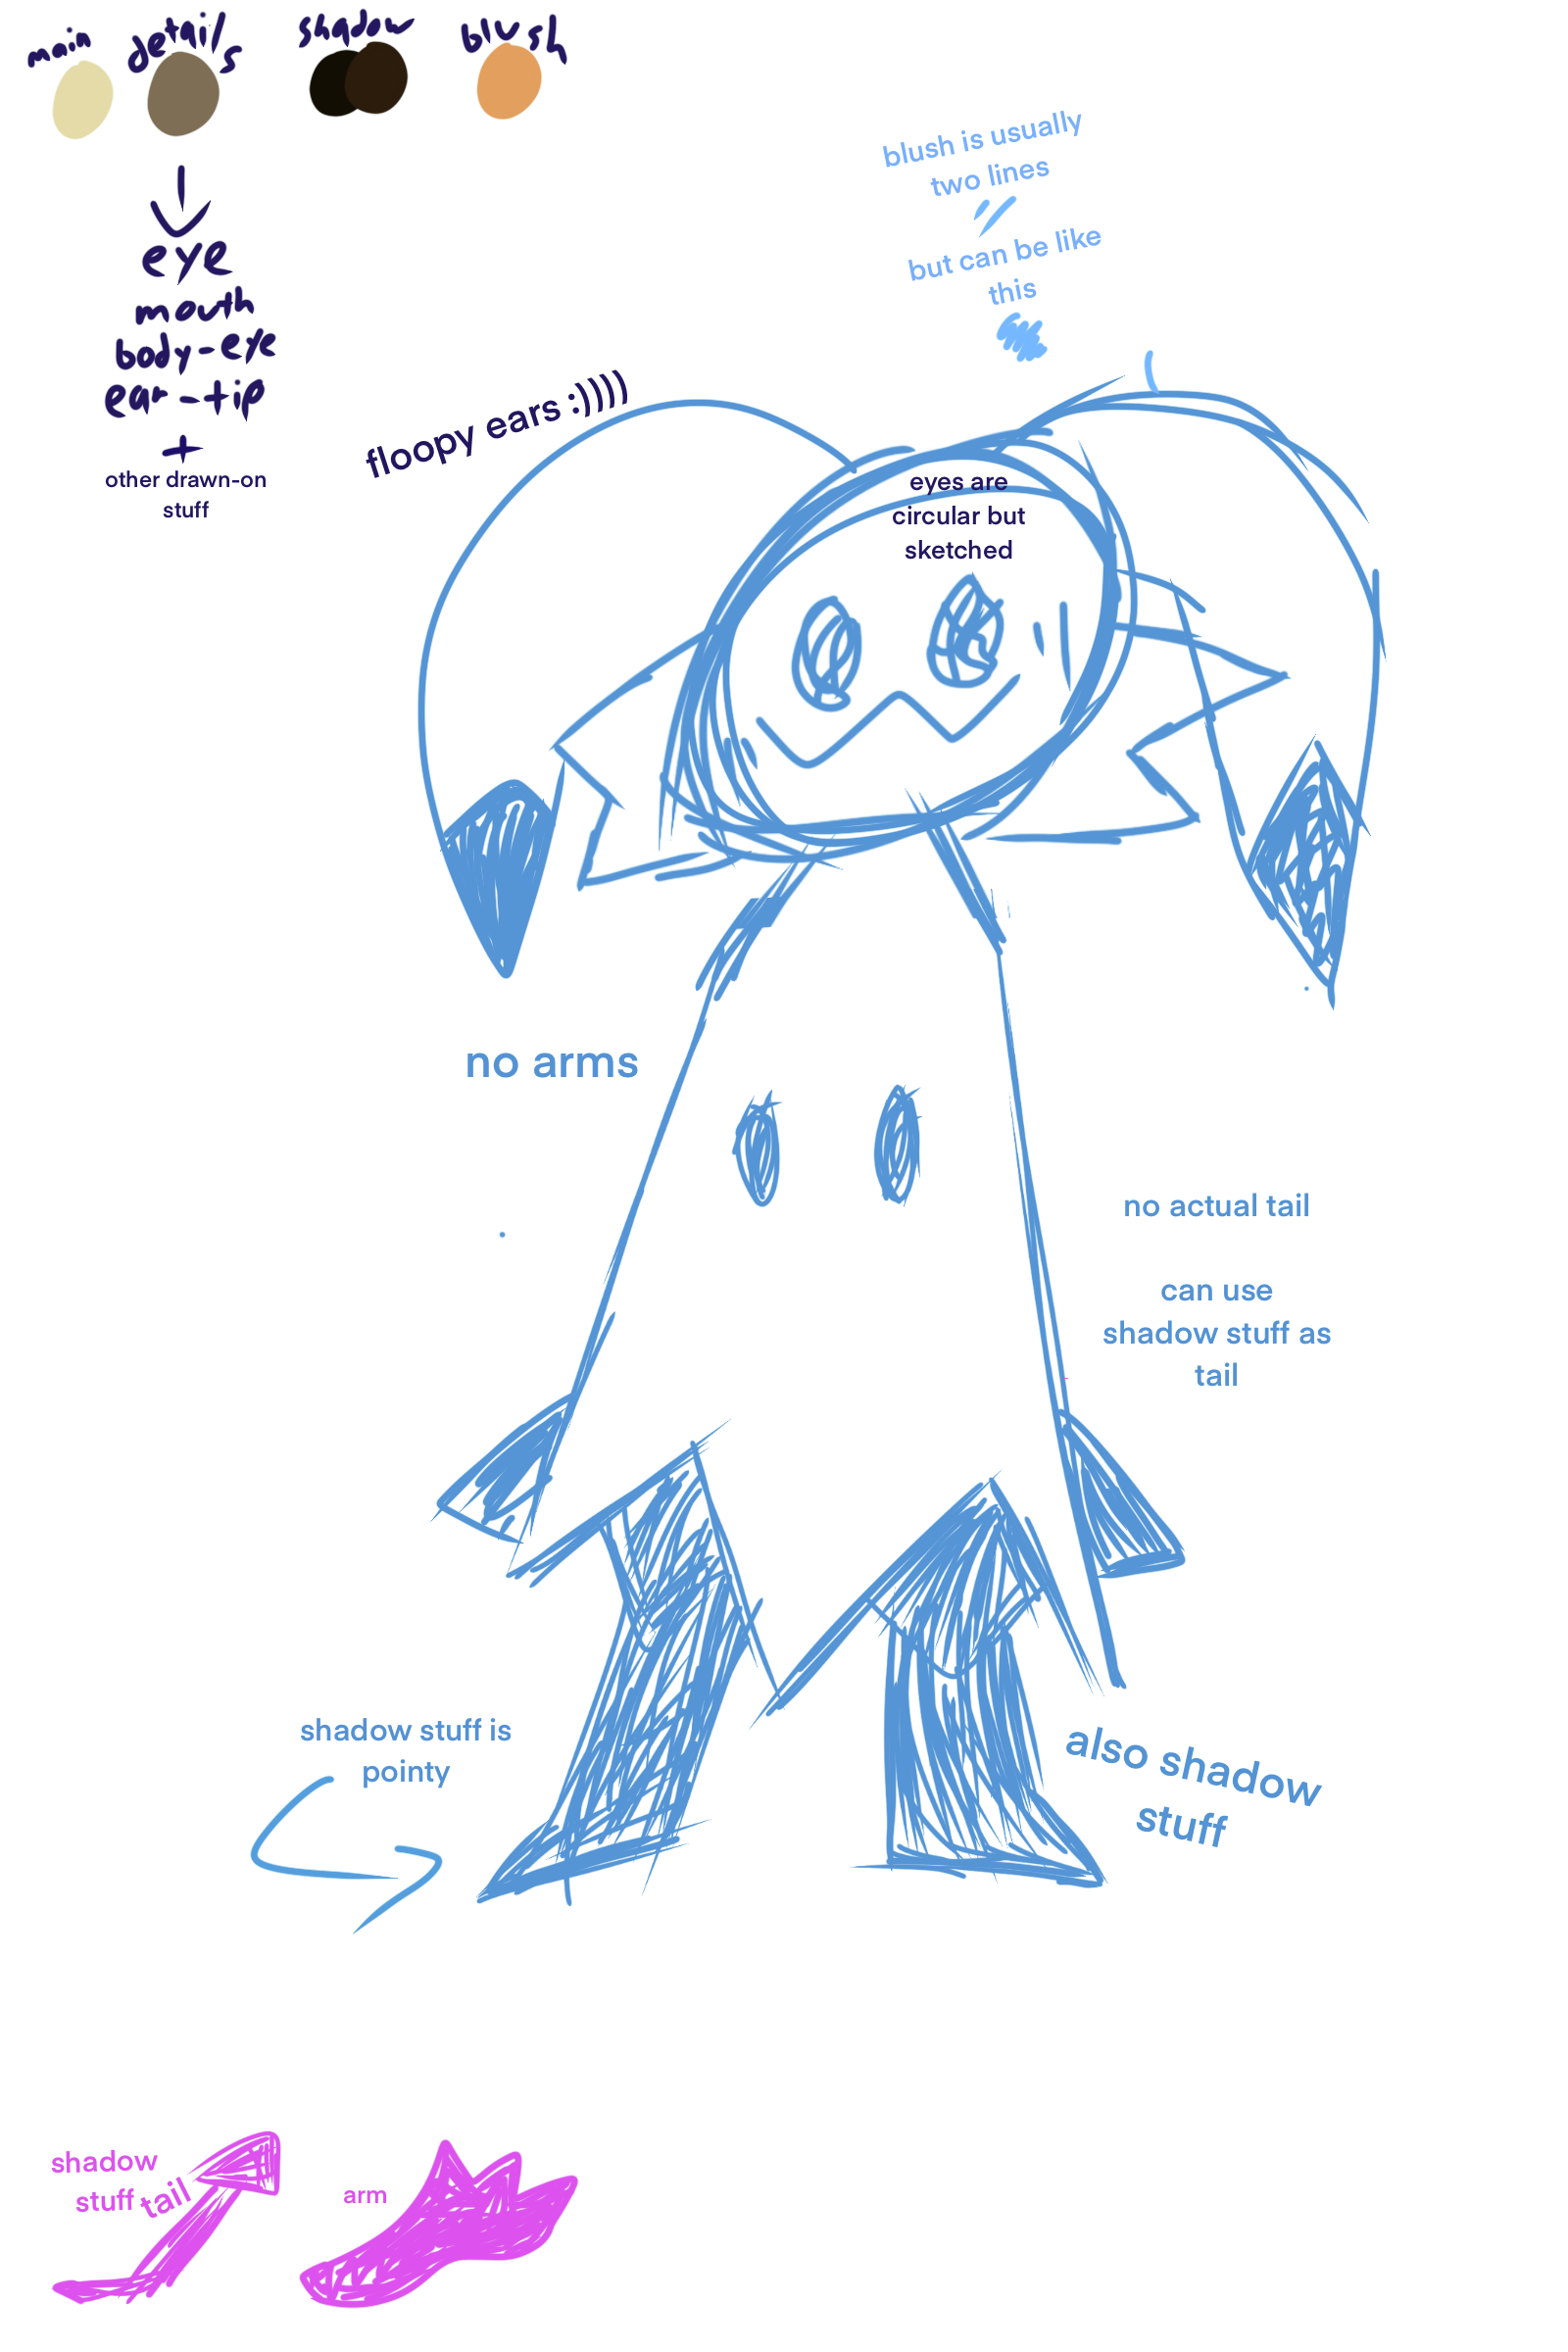 main
details
shadow
blush
eye
mouth
body-eye
ear-tip
+
other drawn-on
stuff
blush is usually
two lines
but can be like
this
floopy ears :))))
eyes are
circular but
sketched
no arms
no actual tail
can use
shadow stuff as
tail
shadow stuff is
pointy
also shadow
stuff
shadow
stuff tail
arm